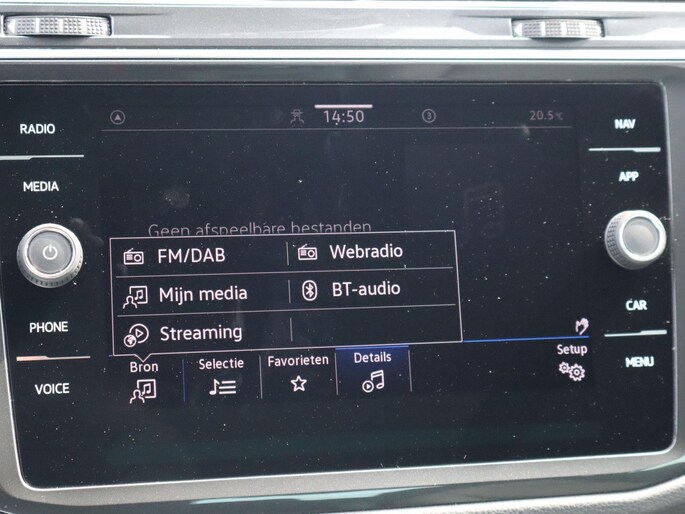 14:50
3
20.5°C
RADIO
MEDIA
PHONE
VOICE
NAV
APP
CAR
MENU
Geen afspeelbare bestanden
FM/DAB
Webradio
Mijn media
BT-audio
Streaming
Bron
Selectie
Favorieten
Details
Setup